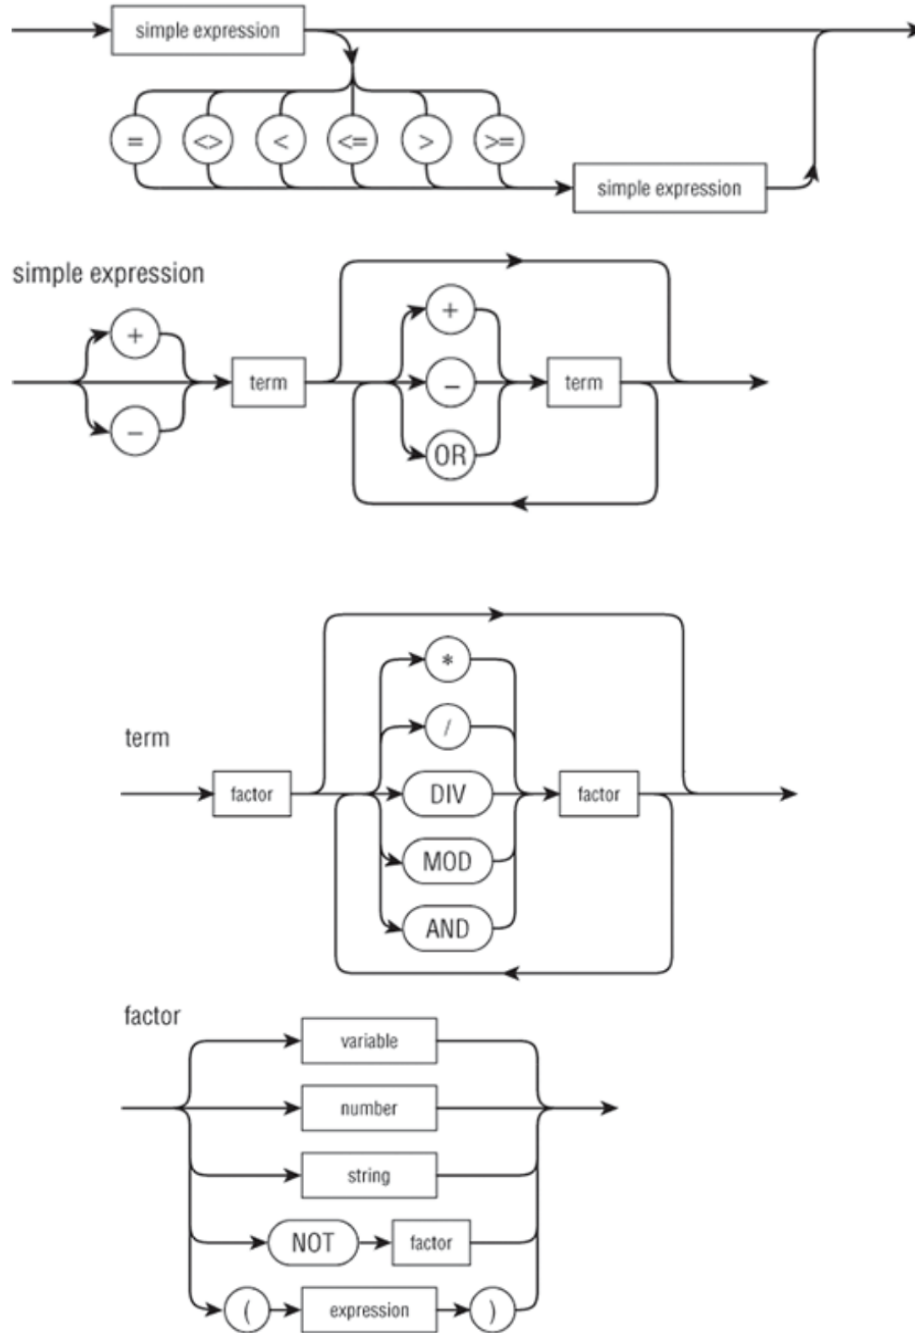 simple expression
= <> < <= > >=
simple expression
simple expression
+
term
+
term
-
-
OR
*
/
term
factor
DIV
factor
MOD
AND
factor
variable
number
string
NOT factor
( expression )